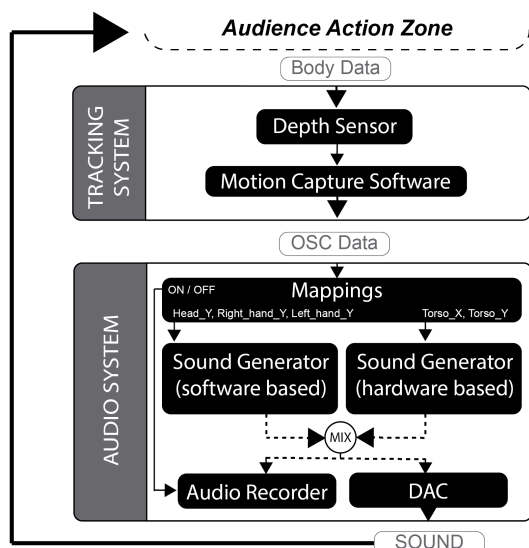 Audience Action Zone
Body Data
TRACKING
SYSTEM
Depth Sensor
Motion Capture Software
OSC Data
AUDIO SYSTEM
ON / OFF
Mappings
Head_Y, Right_hand_Y, Left_hand_Y
Torso_X, Torso_Y
Sound Generator
(software based)
Sound Generator
(hardware based)
MIX
Audio Recorder
DAC
SOUND